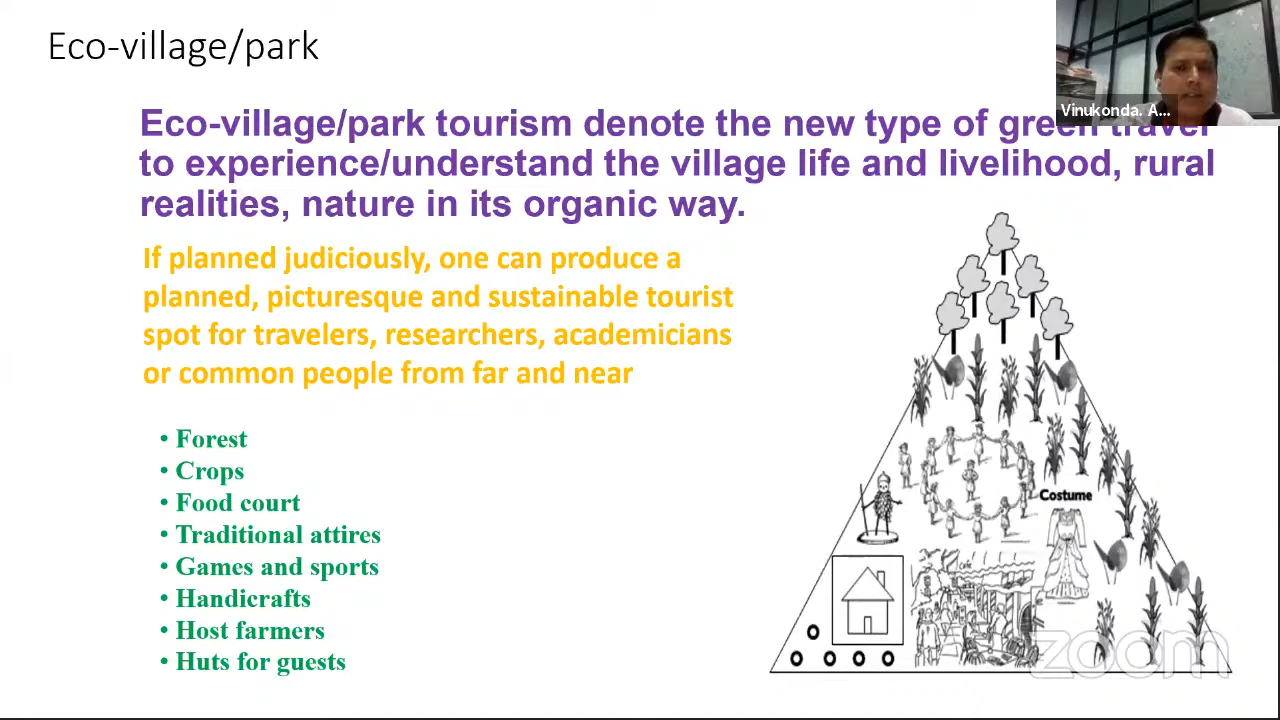 Eco-village/park
Vinukonda. A...
Eco-village/park tourism denote the new type of green travel
to experience/understand the village life and livelihood, rural
realities, nature in its organic way.
If planned judiciously, one can produce a
planned, picturesque and sustainable tourist
spot for travelers, researchers, academicians
or common people from far and near
• Forest
• Crops
• Food court
• Traditional attires
• Games and sports
• Handicrafts
• Host farmers
• Huts for guests
Costume
Cafe
zoom